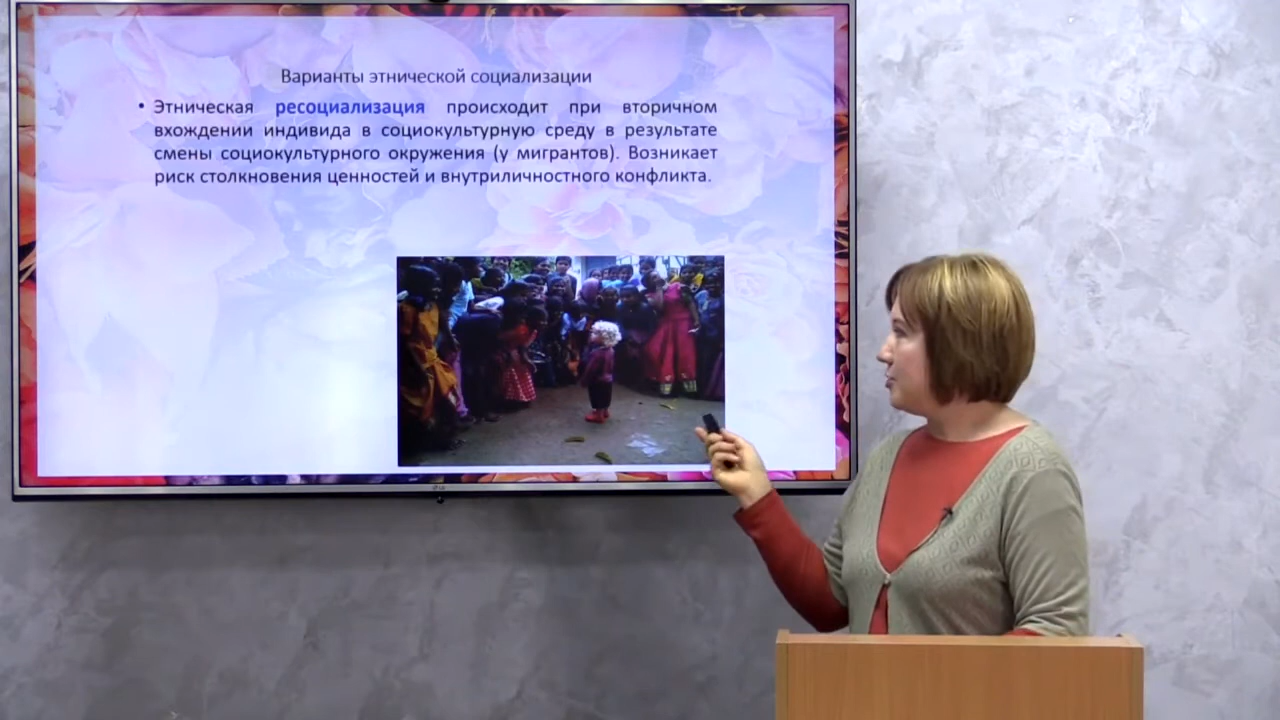 Варианты этнической социализации
• Этническая ресоциализация происходит при вторичном
вхождении индивида в социокультурную среду в результате
смены социокультурного окружения (у мигрантов). Возникает
риск столкновения ценностей и внутриличностного конфликта.
LG